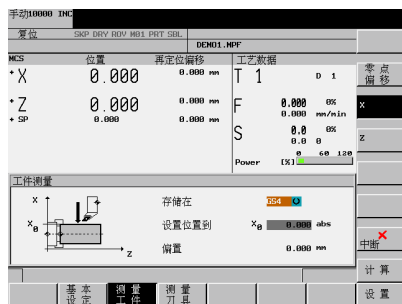 手动10000 INC
复位 SKP DRY ROV M01 PRT SBL
DEMO1.MPF
MCS 位置 再定位偏移 工艺数据
+ X 0.000 0.000 mm T 1 D 1
零点偏移
+ Z 0.000 0.000 mm F 0.000 0%
0.000 mm/min
X
+ SP 0.000 0.000 mm
S 0.0 0%
0.0 0
Z
0 60 120
Power [%]
工件测量
X
存储在 G54
X0 设置位置到 X0 0.000 abs
Z
偏置 0.000 mm
中断
计算
基本设定 测量工件 测量刀具 设置